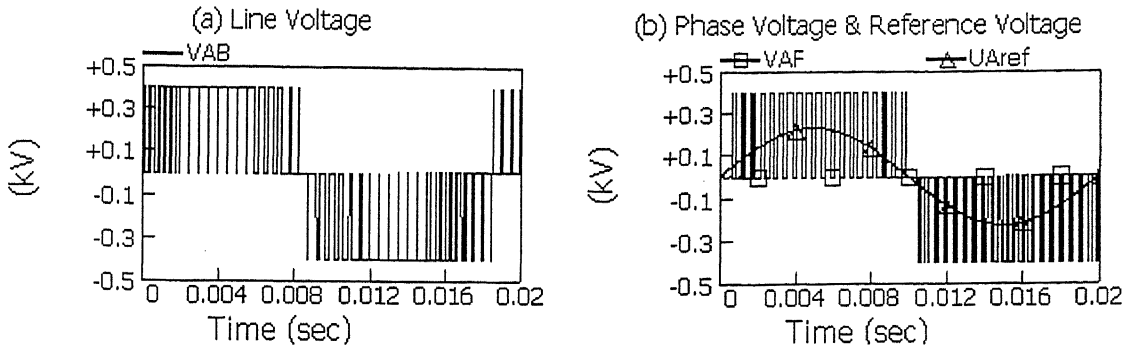 (a) Line Voltage
VAB
+0.5
+0.3
+0.1
-0.1
-0.3
-0.5
(kV)
0 0.004 0.008 0.012 0.016 0.02
Time (sec)
(b) Phase Voltage & Reference Voltage
VAF UAref
+0.5
+0.3
+0.1
-0.1
-0.3
-0.5
(kV)
0 0.004 0.008 0.012 0.016 0.02
Time (sec)